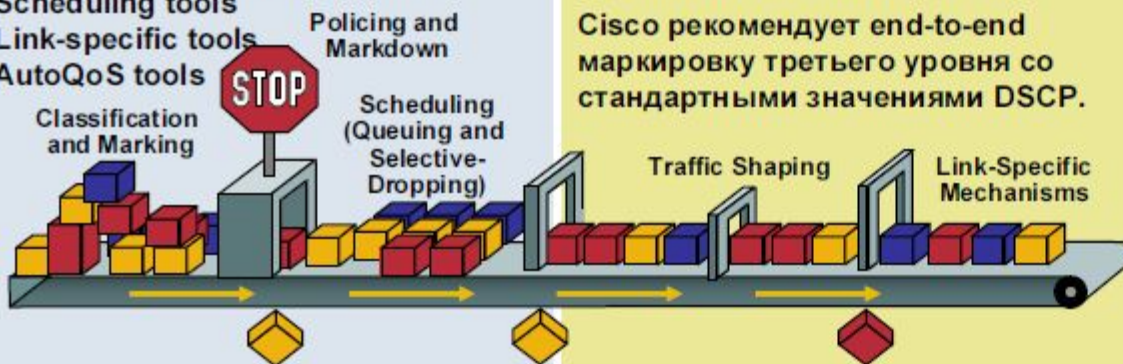 Scheduling tools
Link-specific tools
AutoQoS tools
Policing and
Markdown
Cisco рекомендует end-to-end
маркировку третьего уровня со
стандартными значениями DSCP.
STOP
Classification
and Marking
Scheduling
(Queuing and
Selective-
Dropping)
Traffic Shaping
Link-Specific
Mechanisms